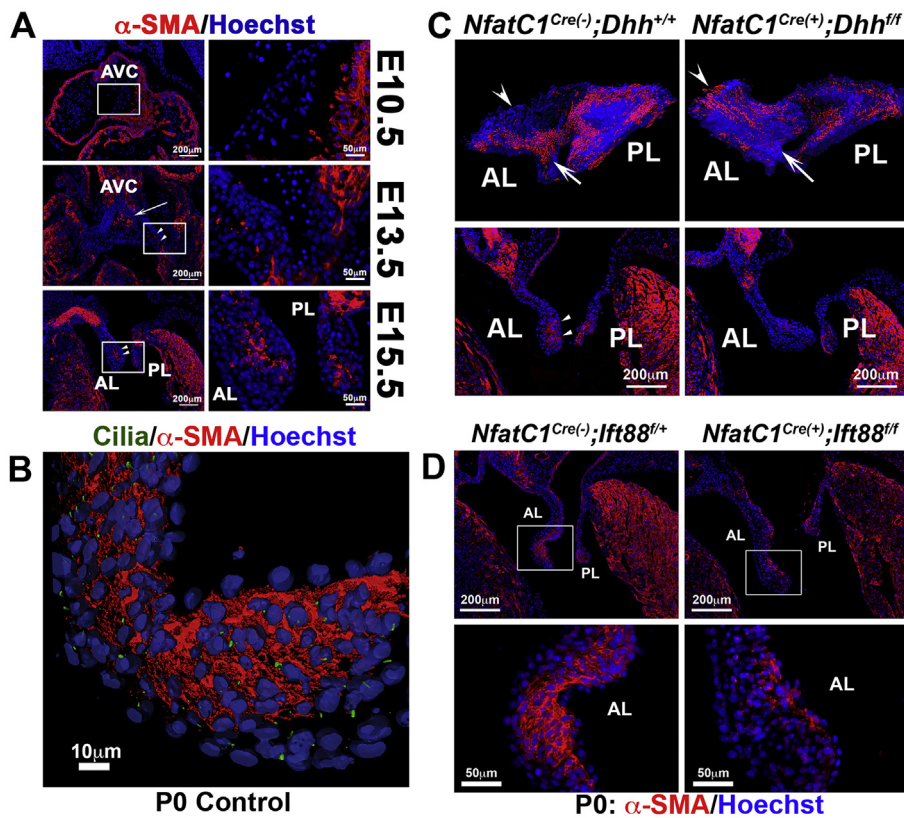 A
α-SMA/Hoechst
AVC
200μm
50μm
E10.5
AVC
200μm
50μm
E13.5
AL
PL
200μm
AL
PL
50μm
E15.5
Cilia/α-SMA/Hoechst
B
10μm
P0 Control
C
NfatC1Cre(-);Dhh+/+
NfatC1Cre(+);Dhhf/f
AL
PL
AL
PL
AL
PL
200μm
AL
PL
200μm
NfatC1Cre(-);Ift88f/+
NfatC1Cre(+);Ift88f/f
D
AL
PL
200μm
AL
PL
200μm
AL
50μm
AL
50μm
P0: α-SMA/Hoechst